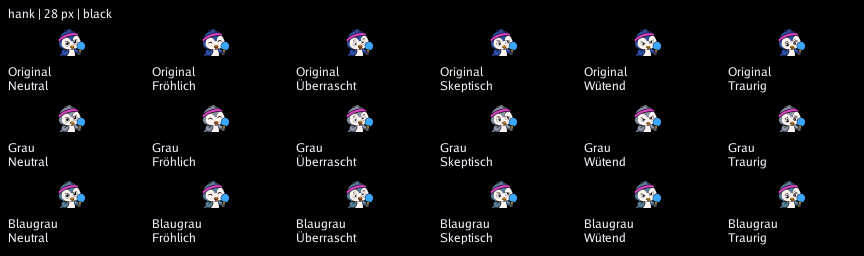 hank | 28 px | black
Original Original Original Original Original Original
Neutral Fröhlich Überrascht Skeptisch Wütend Traurig
Grau Grau Grau Grau Grau Grau
Neutral Fröhlich Überrascht Skeptisch Wütend Traurig
Blaugrau Blaugrau Blaugrau Blaugrau Blaugrau Blaugrau
Neutral Fröhlich Überrascht Skeptisch Wütend Traurig